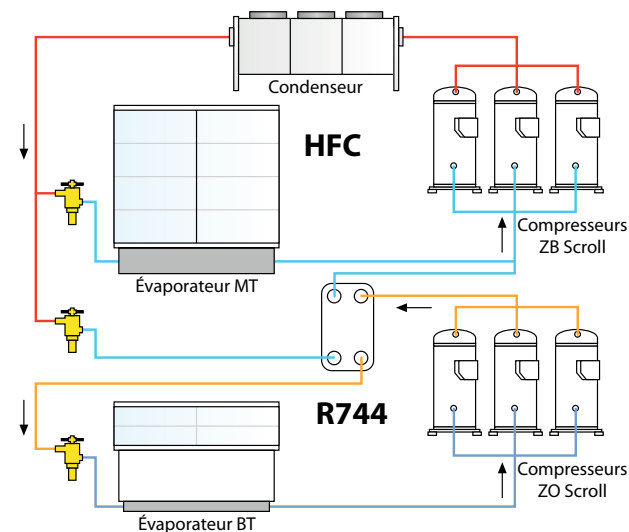 Condenseur
HFC
Compresseurs
ZB Scroll
Évaporateur MT
R744
Compresseurs
ZO Scroll
Évaporateur BT